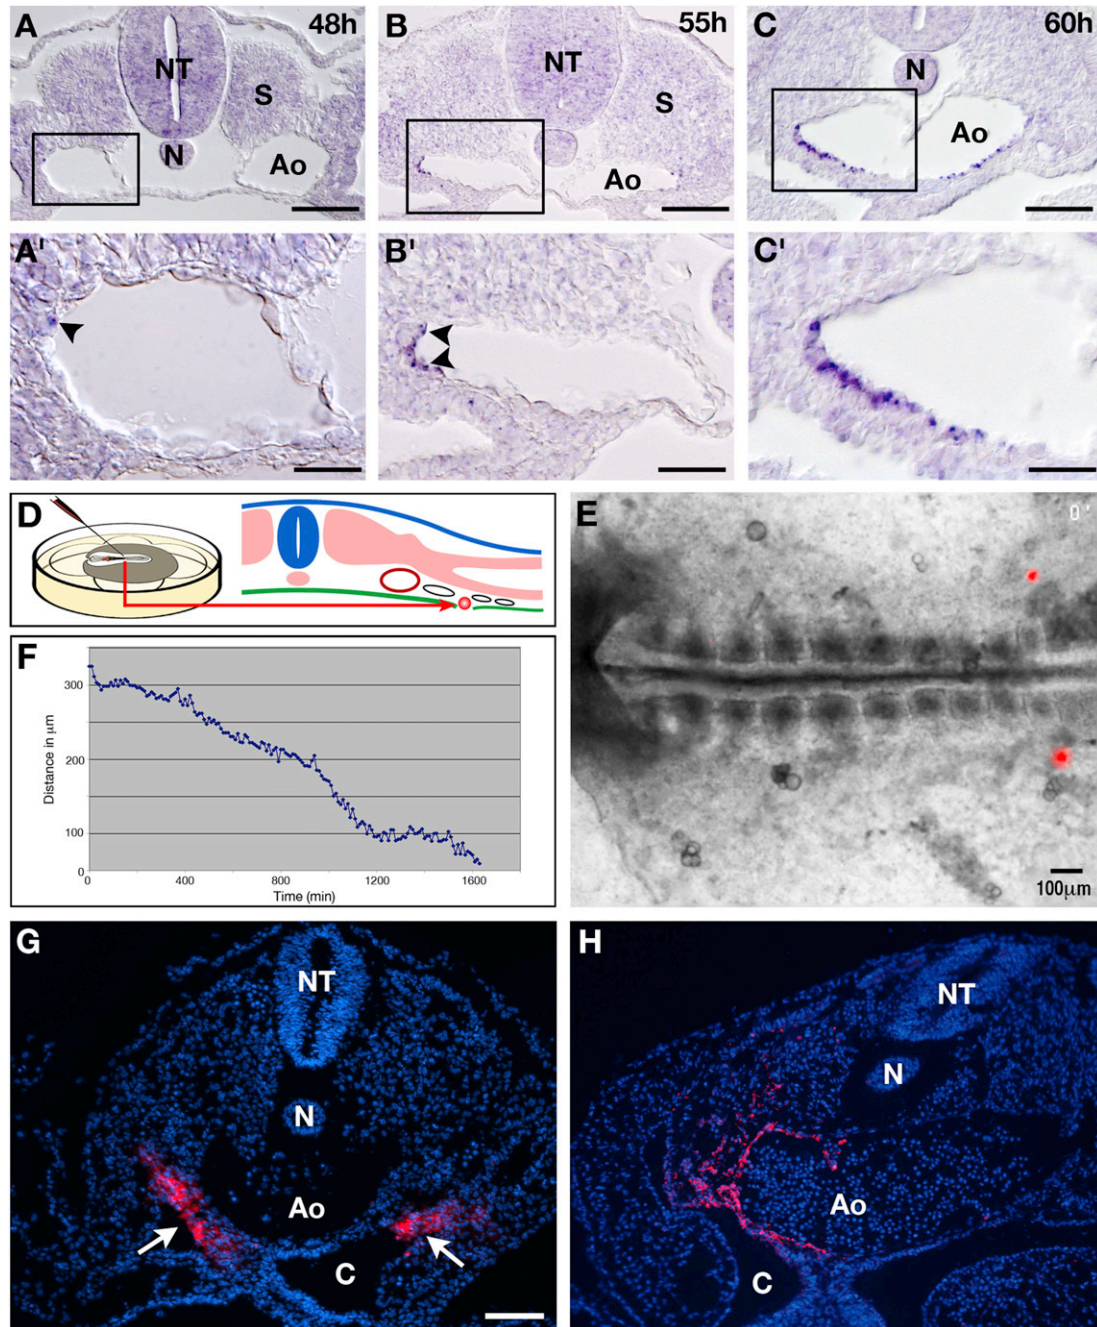 A 48h
NT
S
N
Ao
B 55h
NT
S
Ao
C 60h
N
Ao
A'
B'
C'
D
E 0'
100μm
F
Distance in μm
300
200
100
0
0 400 800 1200 1600
Time (min)
G
NT
N
Ao
C
H
NT
N
Ao
C